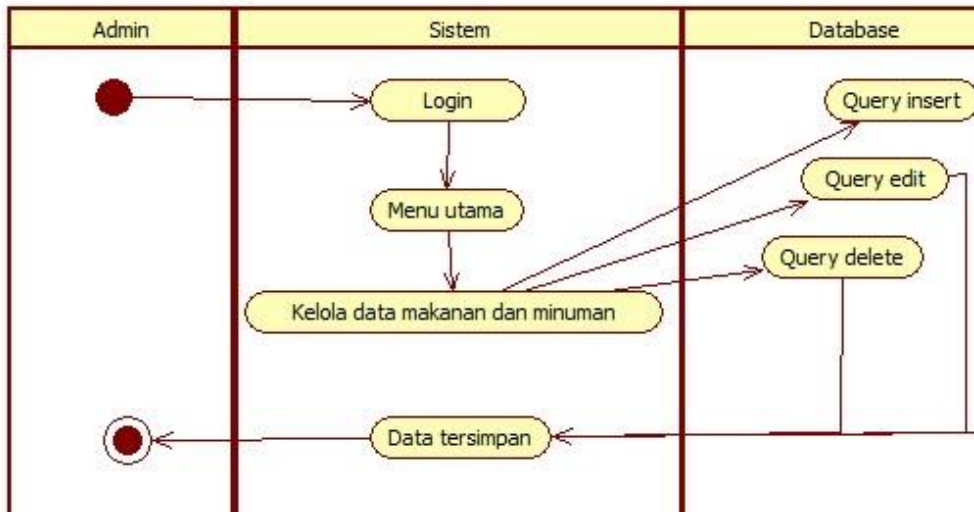 Admin
Sistem
Database
Login
Query insert
Query edit
Menu utama
Query delete
Kelola data makanan dan minuman
Data tersimpan